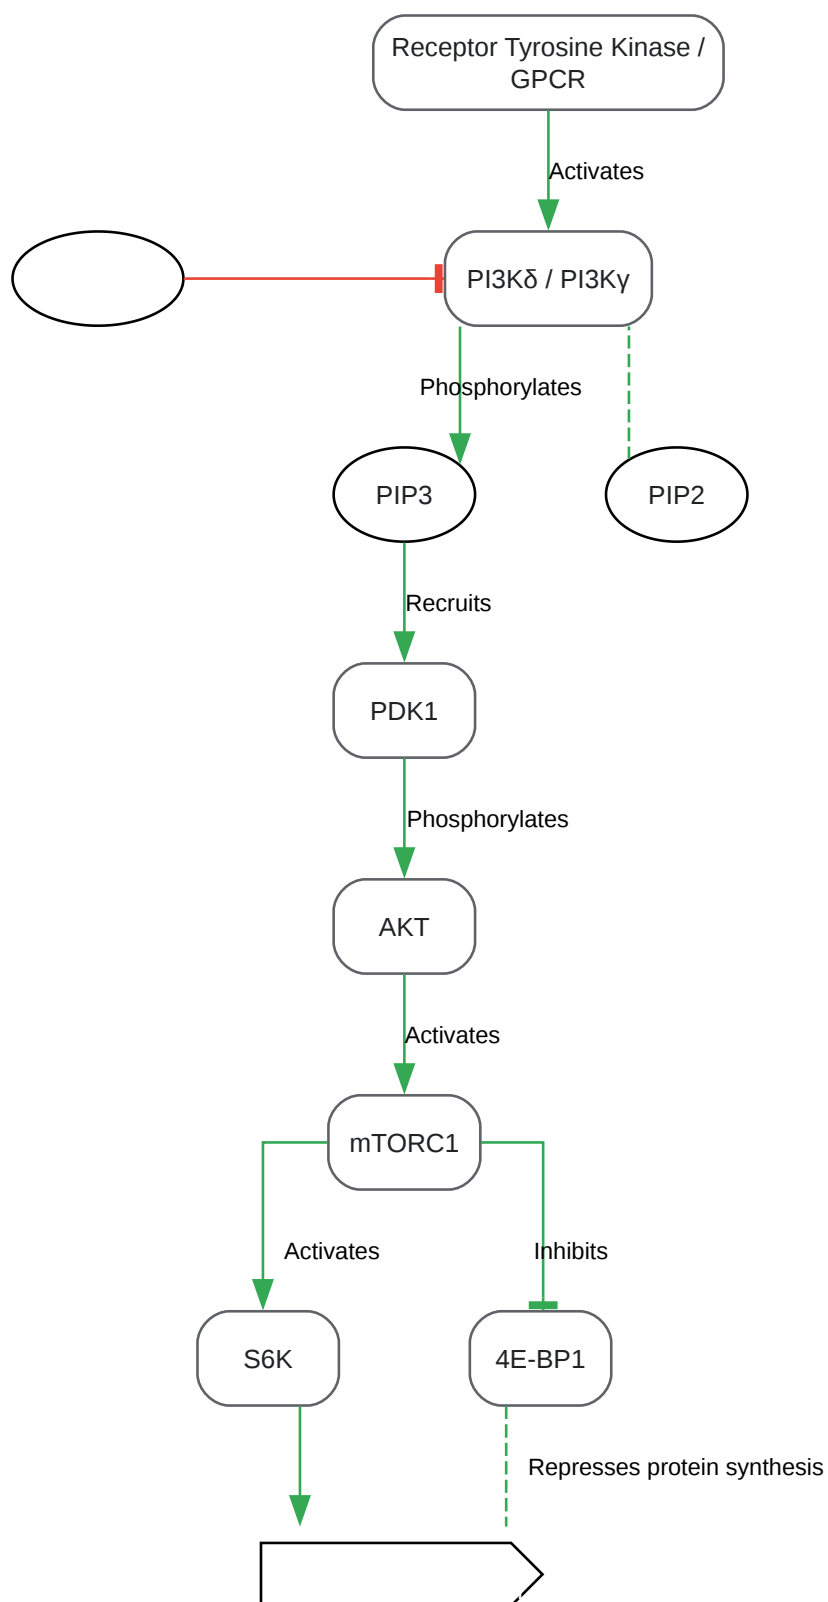 Receptor Tyrosine Kinase /
GPCR
Activates
PI3Kδ / PI3Kγ
Phosphorylates
PIP3
PIP2
Recruits
PDK1
Phosphorylates
AKT
Activates
mTORC1
Activates
Inhibits
S6K
4E-BP1
Represses protein synthesis